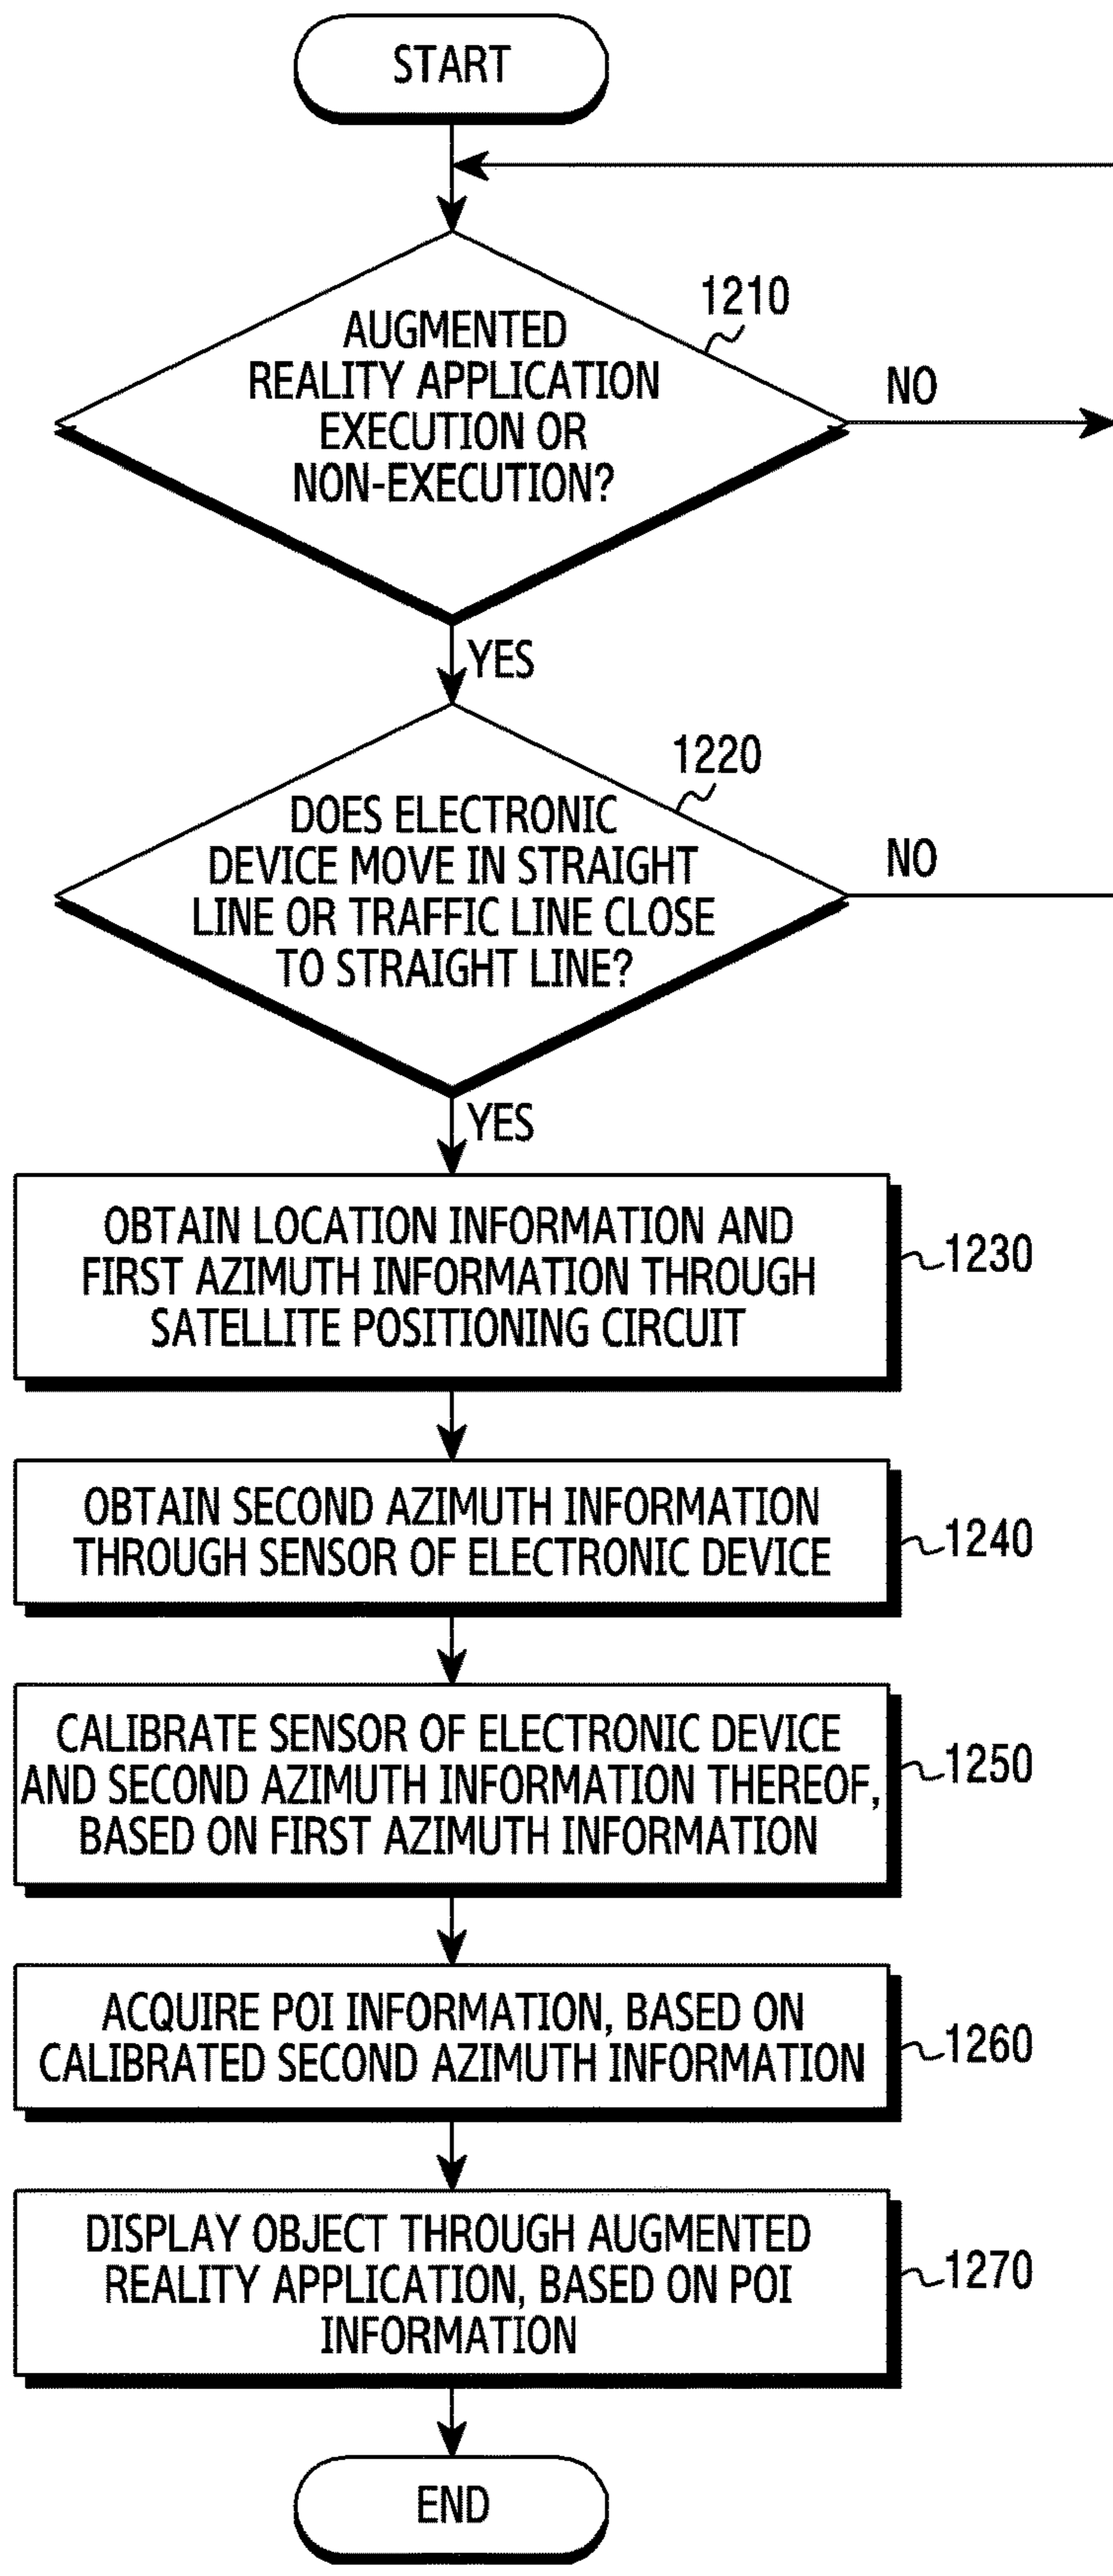 START
1210
AUGMENTED
REALITY APPLICATION
EXECUTION OR
NON-EXECUTION?
NO
YES
1220
DOES ELECTRONIC
DEVICE MOVE IN STRAIGHT
LINE OR TRAFFIC LINE CLOSE
TO STRAIGHT LINE?
NO
YES
OBTAIN LOCATION INFORMATION AND
FIRST AZIMUTH INFORMATION THROUGH
SATELLITE POSITIONING CIRCUIT
1230
OBTAIN SECOND AZIMUTH INFORMATION
THROUGH SENSOR OF ELECTRONIC DEVICE
1240
CALIBRATE SENSOR OF ELECTRONIC DEVICE
AND SECOND AZIMUTH INFORMATION THEREOF,
BASED ON FIRST AZIMUTH INFORMATION
1250
ACQUIRE POI INFORMATION, BASED ON
CALIBRATED SECOND AZIMUTH INFORMATION
1260
DISPLAY OBJECT THROUGH AUGMENTED
REALITY APPLICATION, BASED ON POI
INFORMATION
1270
END